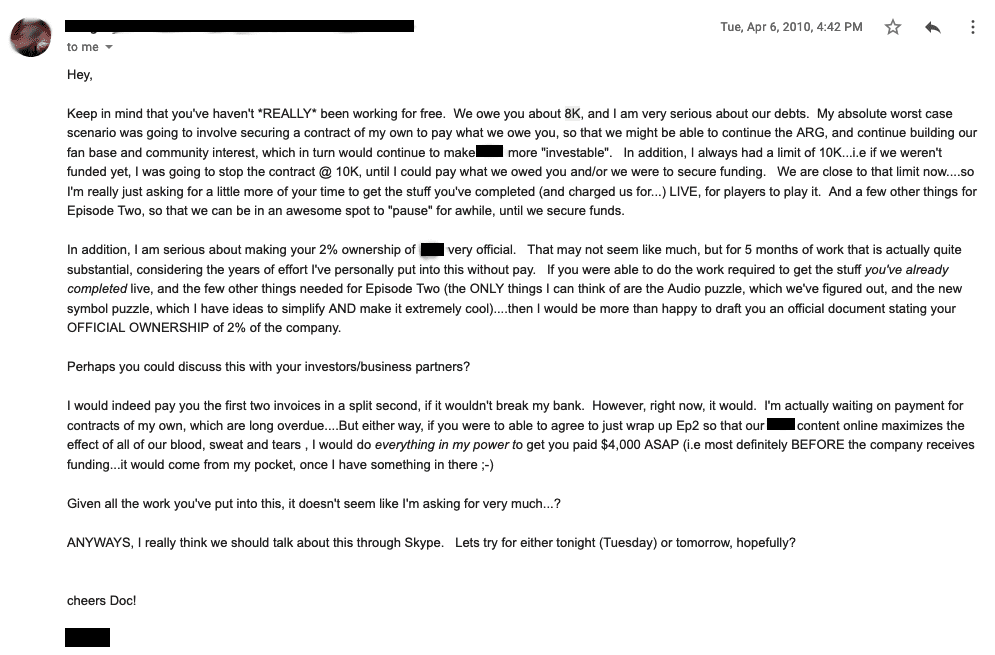 Tue, Apr 6, 2010, 4:42 PM
to me
Hey,
Keep in mind that you've haven't *REALLY* been working for free. We owe you about 8K, and I am very serious about our debts. My absolute worst case
scenario was going to involve securing a contract of my own to pay what we owe you, so that we might be able to continue the ARG, and continue building our
fan base and community interest, which in turn would continue to make more "investable". In addition, I always had a limit of 10K...i.e if we weren't
funded yet, I was going to stop the contract @ 10K, until I could pay what we owed you and/or we were to secure funding. We are close to that limit now....so
I'm really just asking for a little more of your time to get the stuff you've completed (and charged us for...) LIVE, for players to play it. And a few other things for
Episode Two, so that we can be in an awesome spot to "pause" for awhile, until we secure funds.
In addition, I am serious about making your 2% ownership of very official. That may not seem like much, but for 5 months of work that is actually quite
substantial, considering the years of effort I've personally put into this without pay. If you were able to do the work required to get the stuff you've already
completed live, and the few other things needed for Episode Two (the ONLY things I can think of are the Audio puzzle, which we've figured out, and the new
symbol puzzle, which I have ideas to simplify AND make it extremely cool)....then I would be more than happy to draft you an official document stating your
OFFICIAL OWNERSHIP of 2% of the company.
Perhaps you could discuss this with your investors/business partners?
I would indeed pay you the first two invoices in a split second, if it wouldn't break my bank. However, right now, it would. I'm actually waiting on payment for
contracts of my own, which are long overdue....But either way, if you were to able to agree to just wrap up Ep2 so that our content online maximizes the
effect of all of our blood, sweat and tears , I would do everything in my power to get you paid $4,000 ASAP (i.e most definitely BEFORE the company receives
funding...it would come from my pocket, once I have something in there ;-)
Given all the work you've put into this, it doesn't seem like I'm asking for very much...?
ANYWAYS, I really think we should talk about this through Skype. Lets try for either tonight (Tuesday) or tomorrow, hopefully?
cheers Doc!